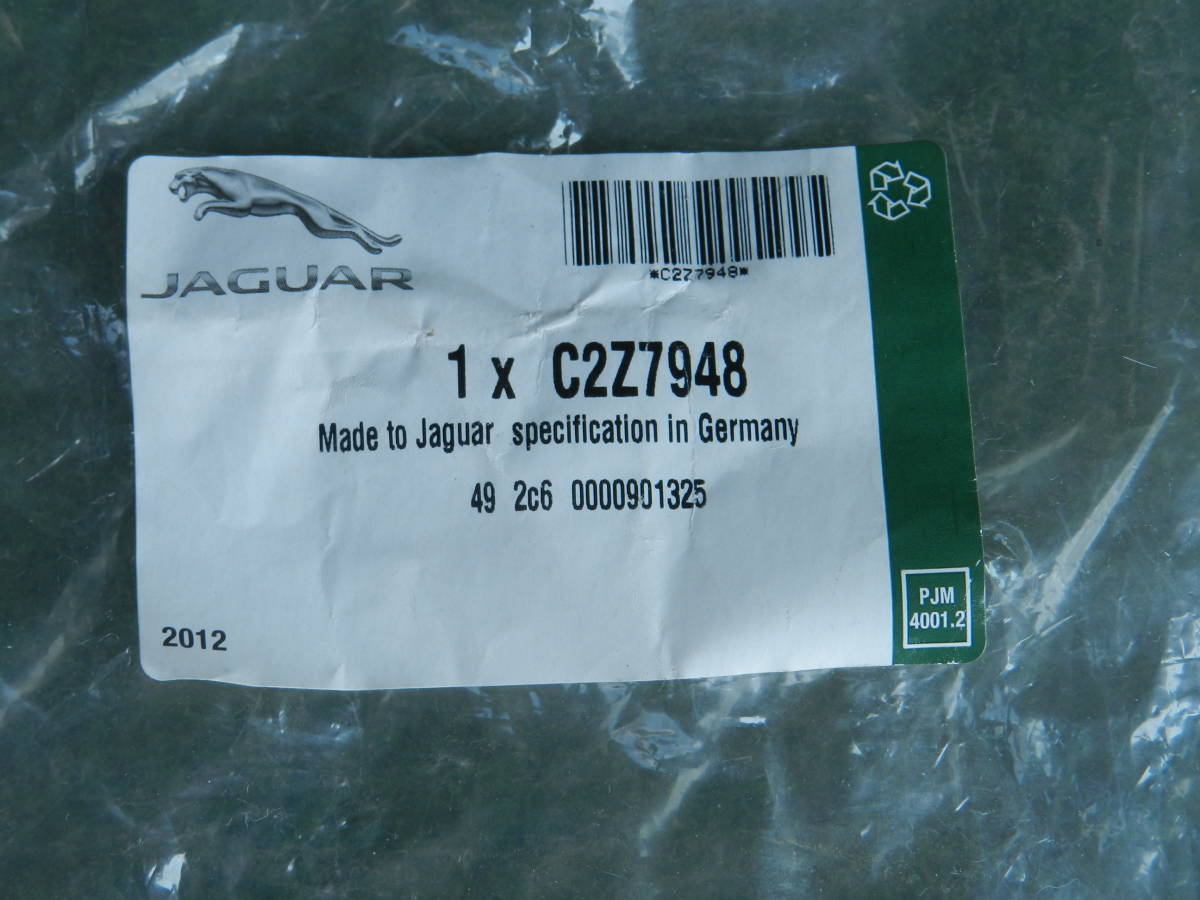 JAGUAR
*C2Z7948*
1 x C2Z7948
Made to Jaguar specification in Germany
49 2c6 0000901325
2012
PJM
4001.2